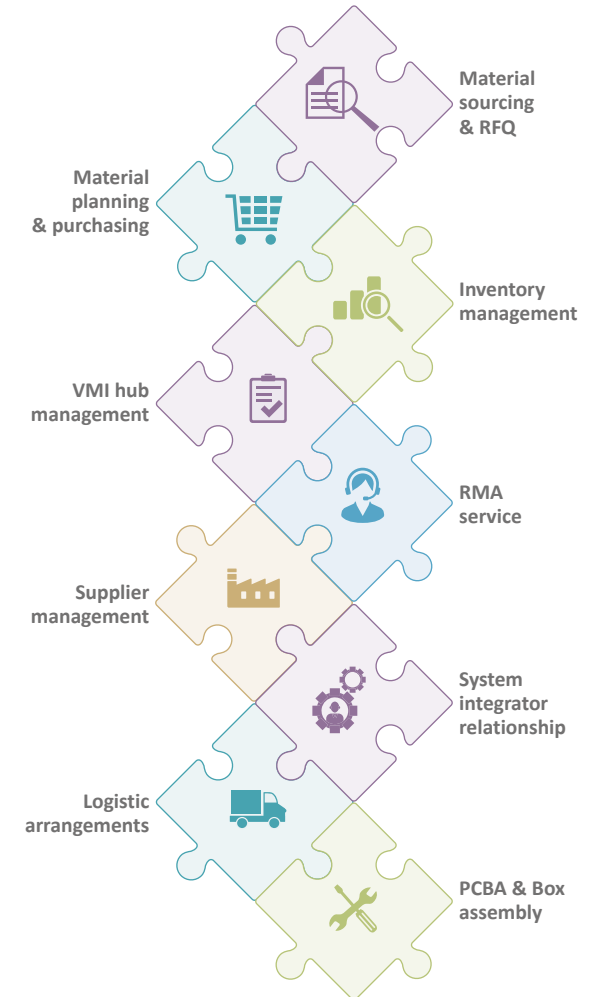 Material
sourcing
& RFQ
Material
planning
& purchasing
Inventory
management
VMI hub
management
RMA
service
Supplier
management
System
integrator
relationship
Logistic
arrangements
PCBA & Box
assembly